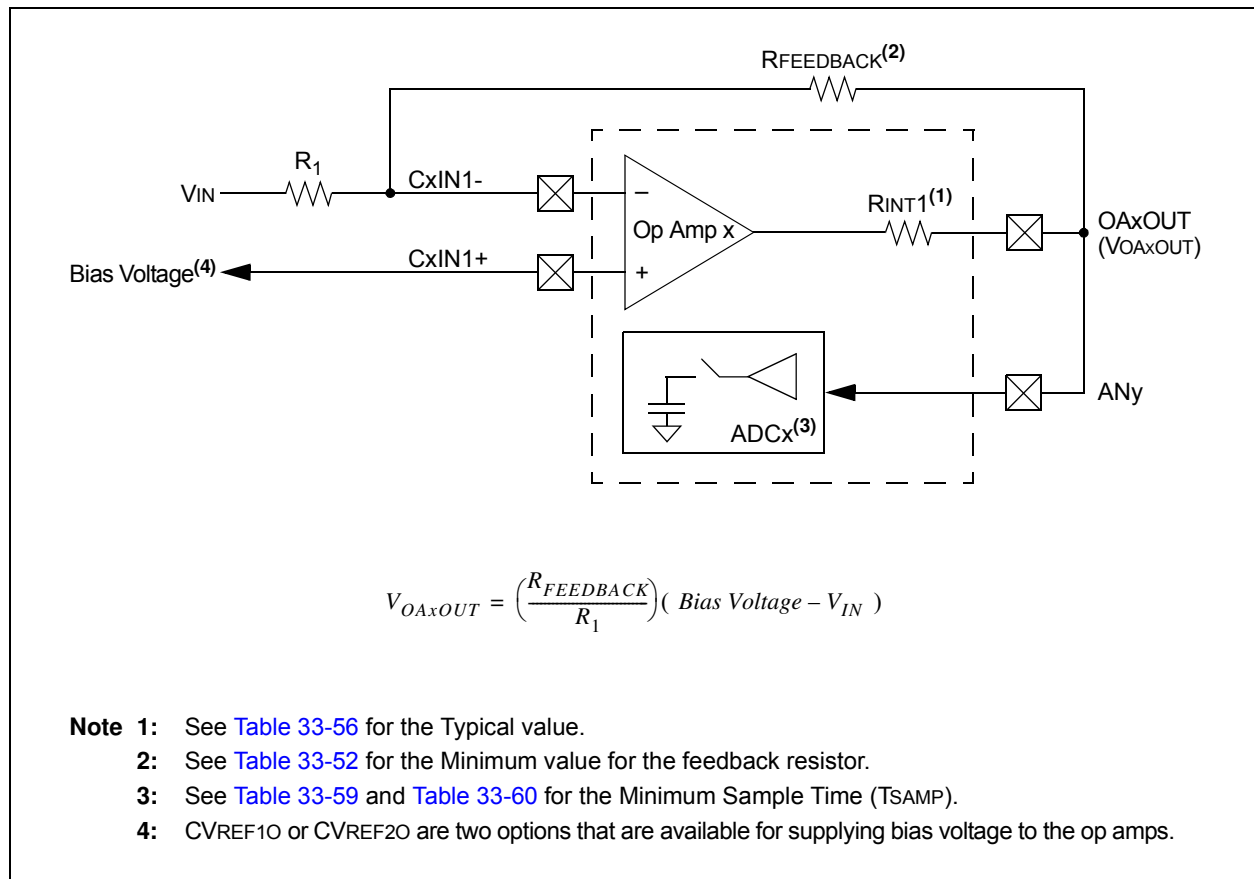 RFEEDBACK(2)
R1
VIN
CxIN1-
–
Op Amp x
+
RINT1(1)
OAxOUT
(VOAxOUT)
Bias Voltage(4)
CxIN1+
ADCx(3)
ANy
VOAxOUT = (RFEEDBACK / R1) ( Bias Voltage – VIN )
Note 1: See Table 33-56 for the Typical value.
2: See Table 33-52 for the Minimum value for the feedback resistor.
3: See Table 33-59 and Table 33-60 for the Minimum Sample Time (TSAMP).
4: CVREF1O or CVREF2O are two options that are available for supplying bias voltage to the op amps.